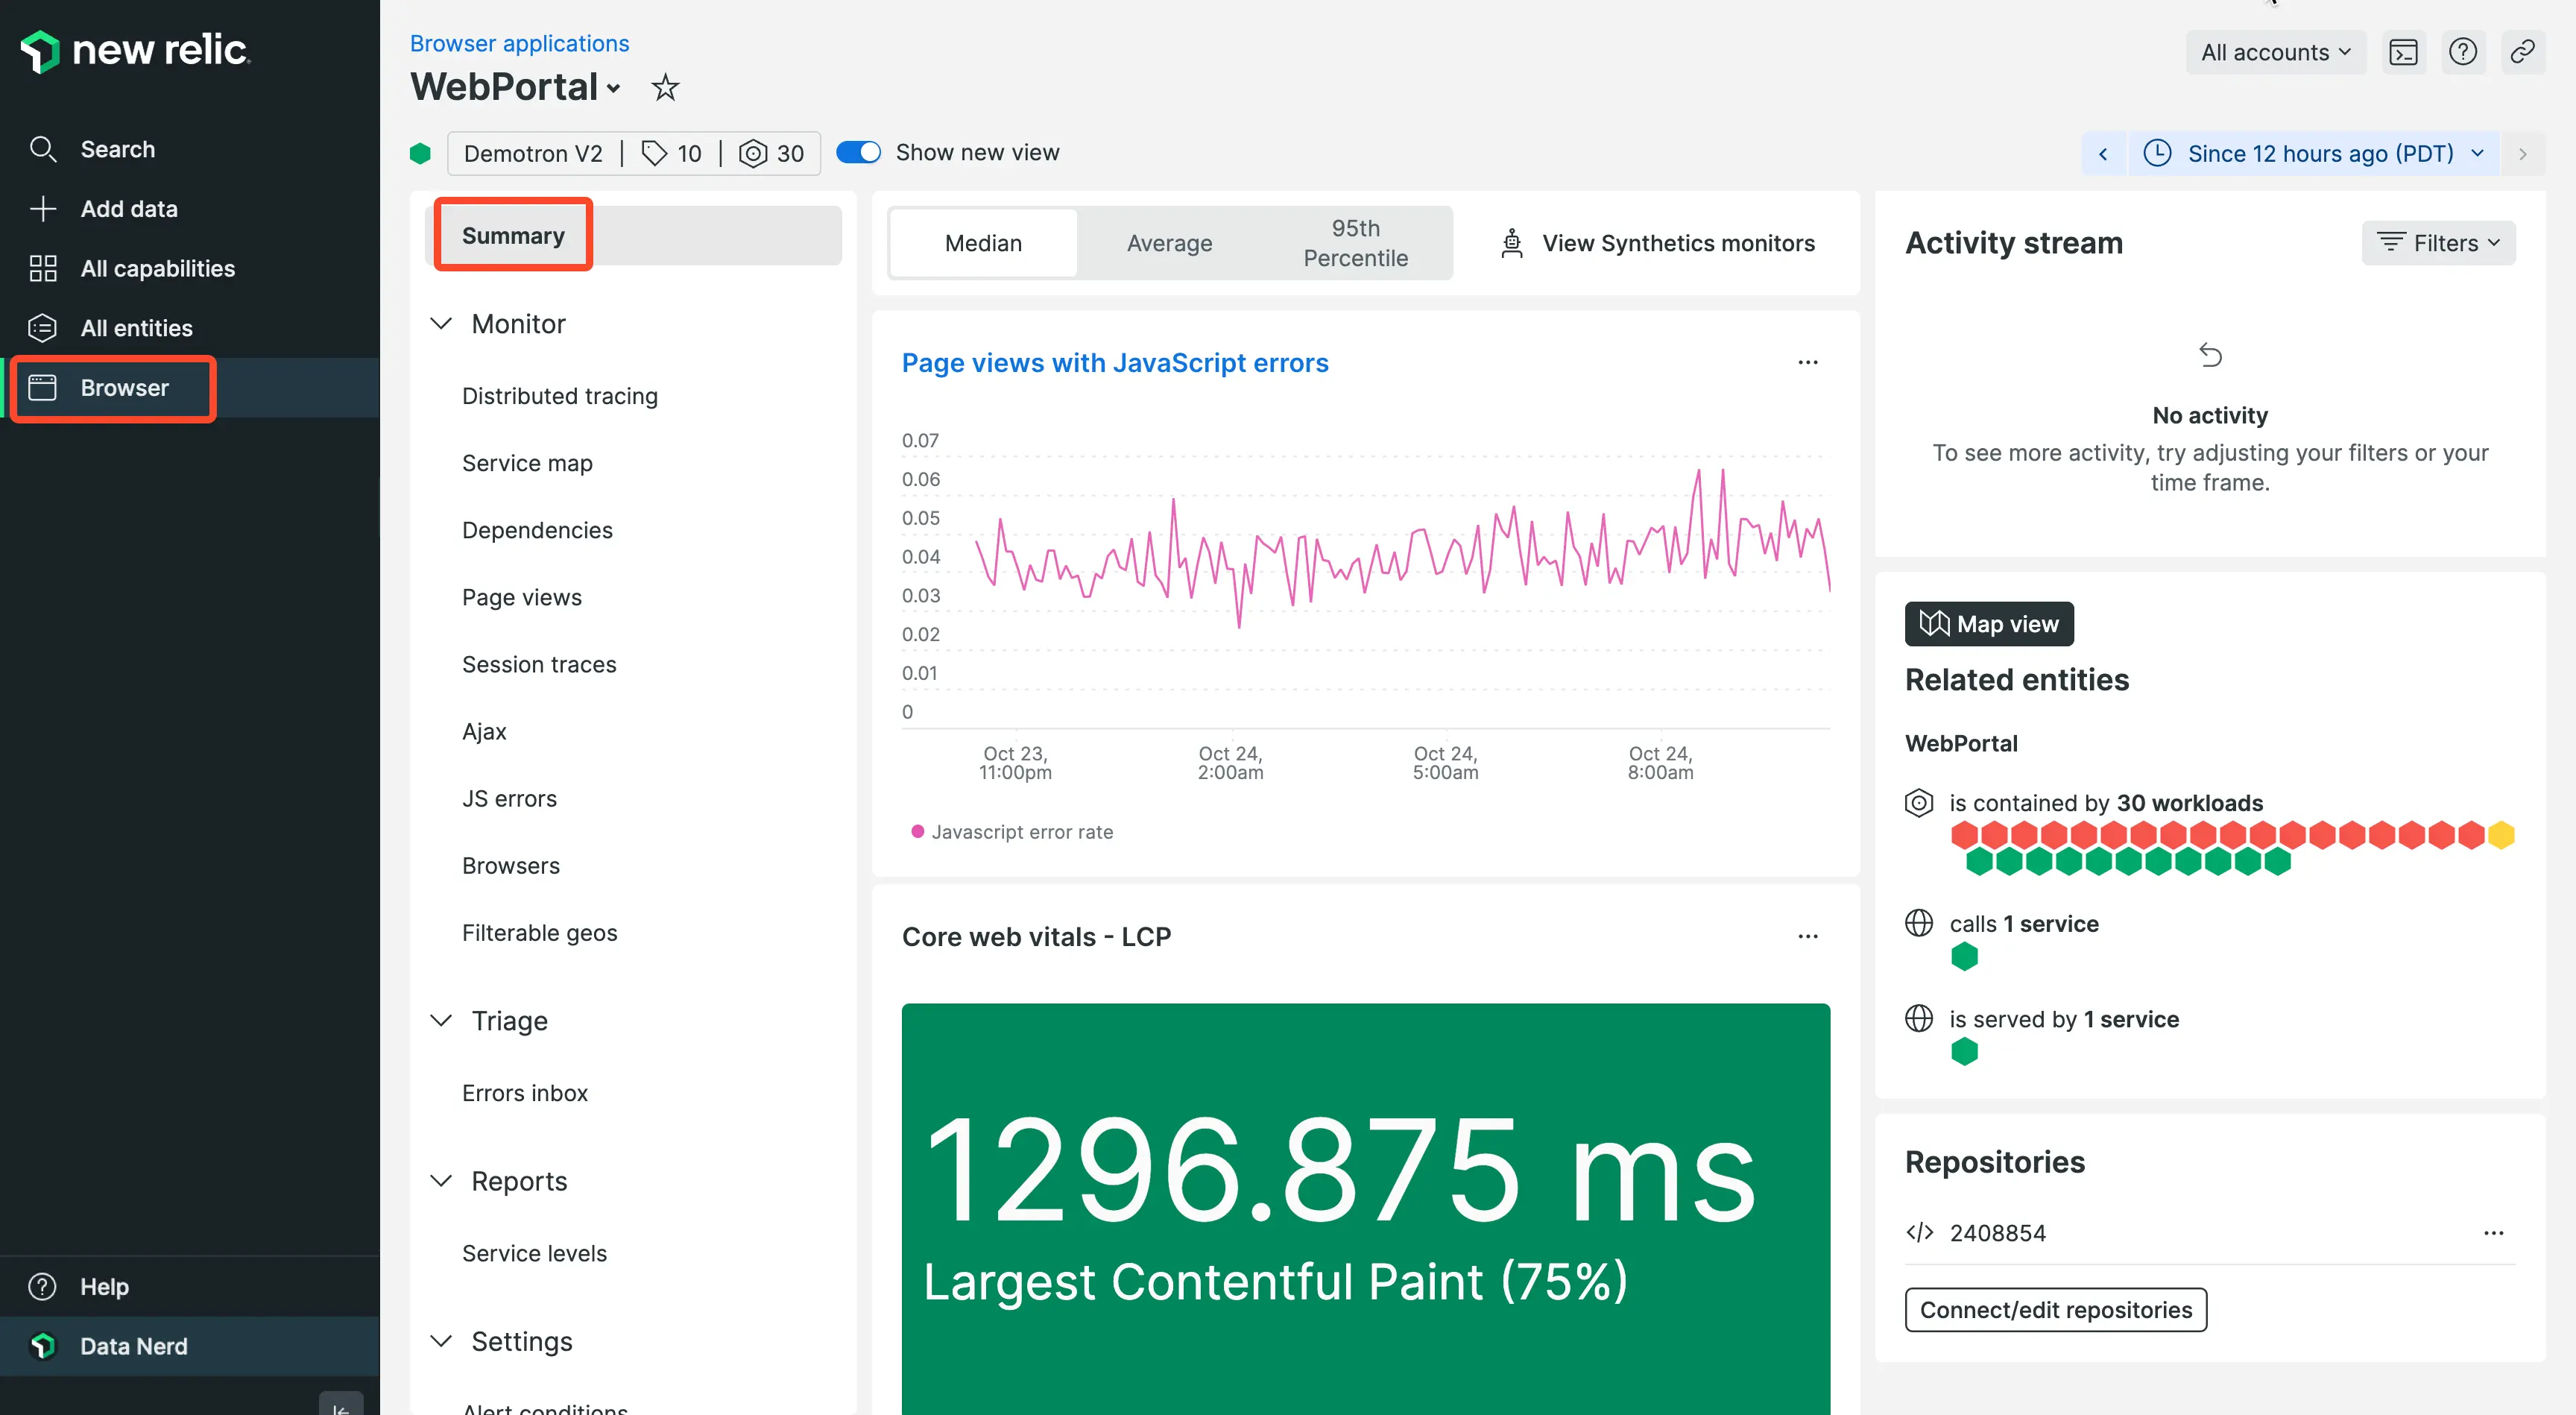 new relic.
Search
Add data
All capabilities
All entities
Browser
Help
Data Nerd
Browser applications
WebPortal
All accounts
Demotron V2 | 10 | 30
Show new view
Since 12 hours ago (PDT)
Summary
Monitor
Distributed tracing
Service map
Dependencies
Page views
Session traces
Ajax
JS errors
Browsers
Filterable geos
Triage
Errors inbox
Reports
Service levels
Settings
Alert conditions
Median
Average
95th
Percentile
View Synthetics monitors
Page views with JavaScript errors
0.07
0.06
0.05
0.04
0.03
0.02
0.01
0
Oct 23,
11:00pm
Oct 24,
2:00am
Oct 24,
5:00am
Oct 24,
8:00am
Javascript error rate
Core web vitals - LCP
1296.875 ms
Largest Contentful Paint (75%)
Activity stream
Filters
No activity
To see more activity, try adjusting your filters or your
time frame.
Map view
Related entities
WebPortal
is contained by 30 workloads
calls 1 service
is served by 1 service
Repositories
2408854
Connect/edit repositories